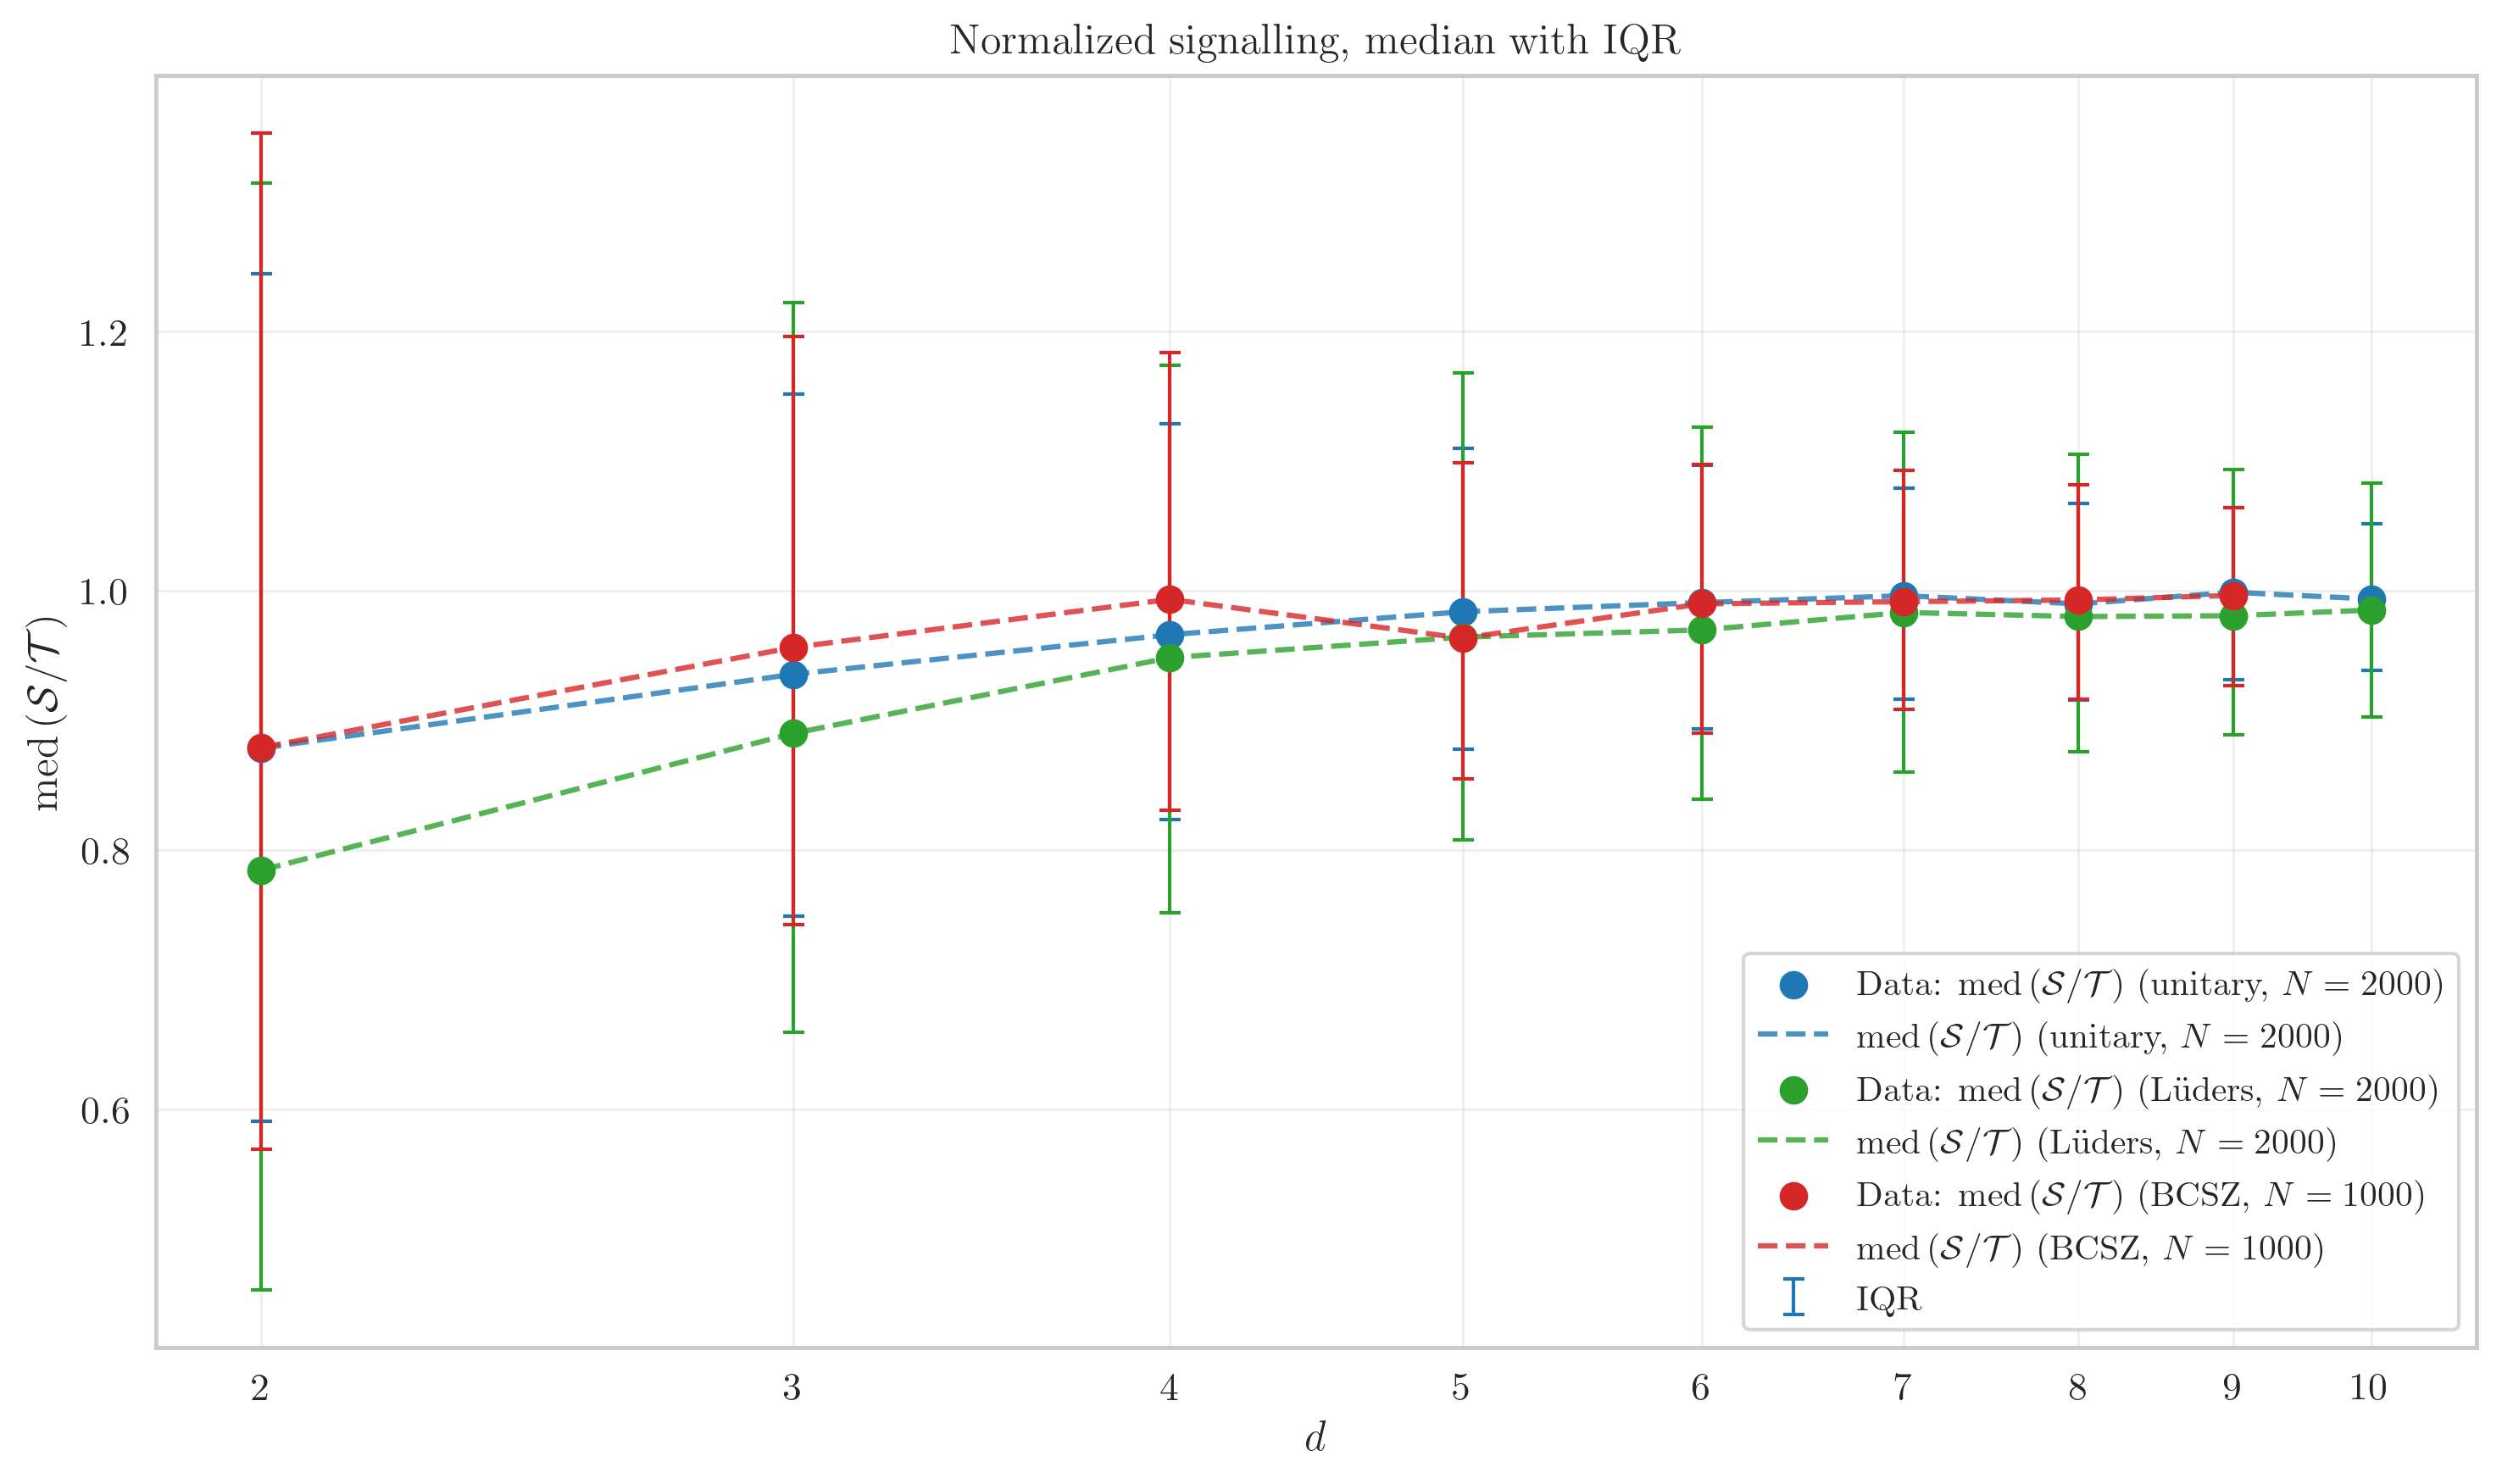 Normalized signalling, median with IQR
med (𝒮/𝒯)
1.2
1.0
0.8
0.6
2 3 4 5 6 7 8 9 10
d
Data: med (𝒮/𝒯) (unitary, N = 2000)
med (𝒮/𝒯) (unitary, N = 2000)
Data: med (𝒮/𝒯) (Lüders, N = 2000)
med (𝒮/𝒯) (Lüders, N = 2000)
Data: med (𝒮/𝒯) (BCSZ, N = 1000)
med (𝒮/𝒯) (BCSZ, N = 1000)
IQR